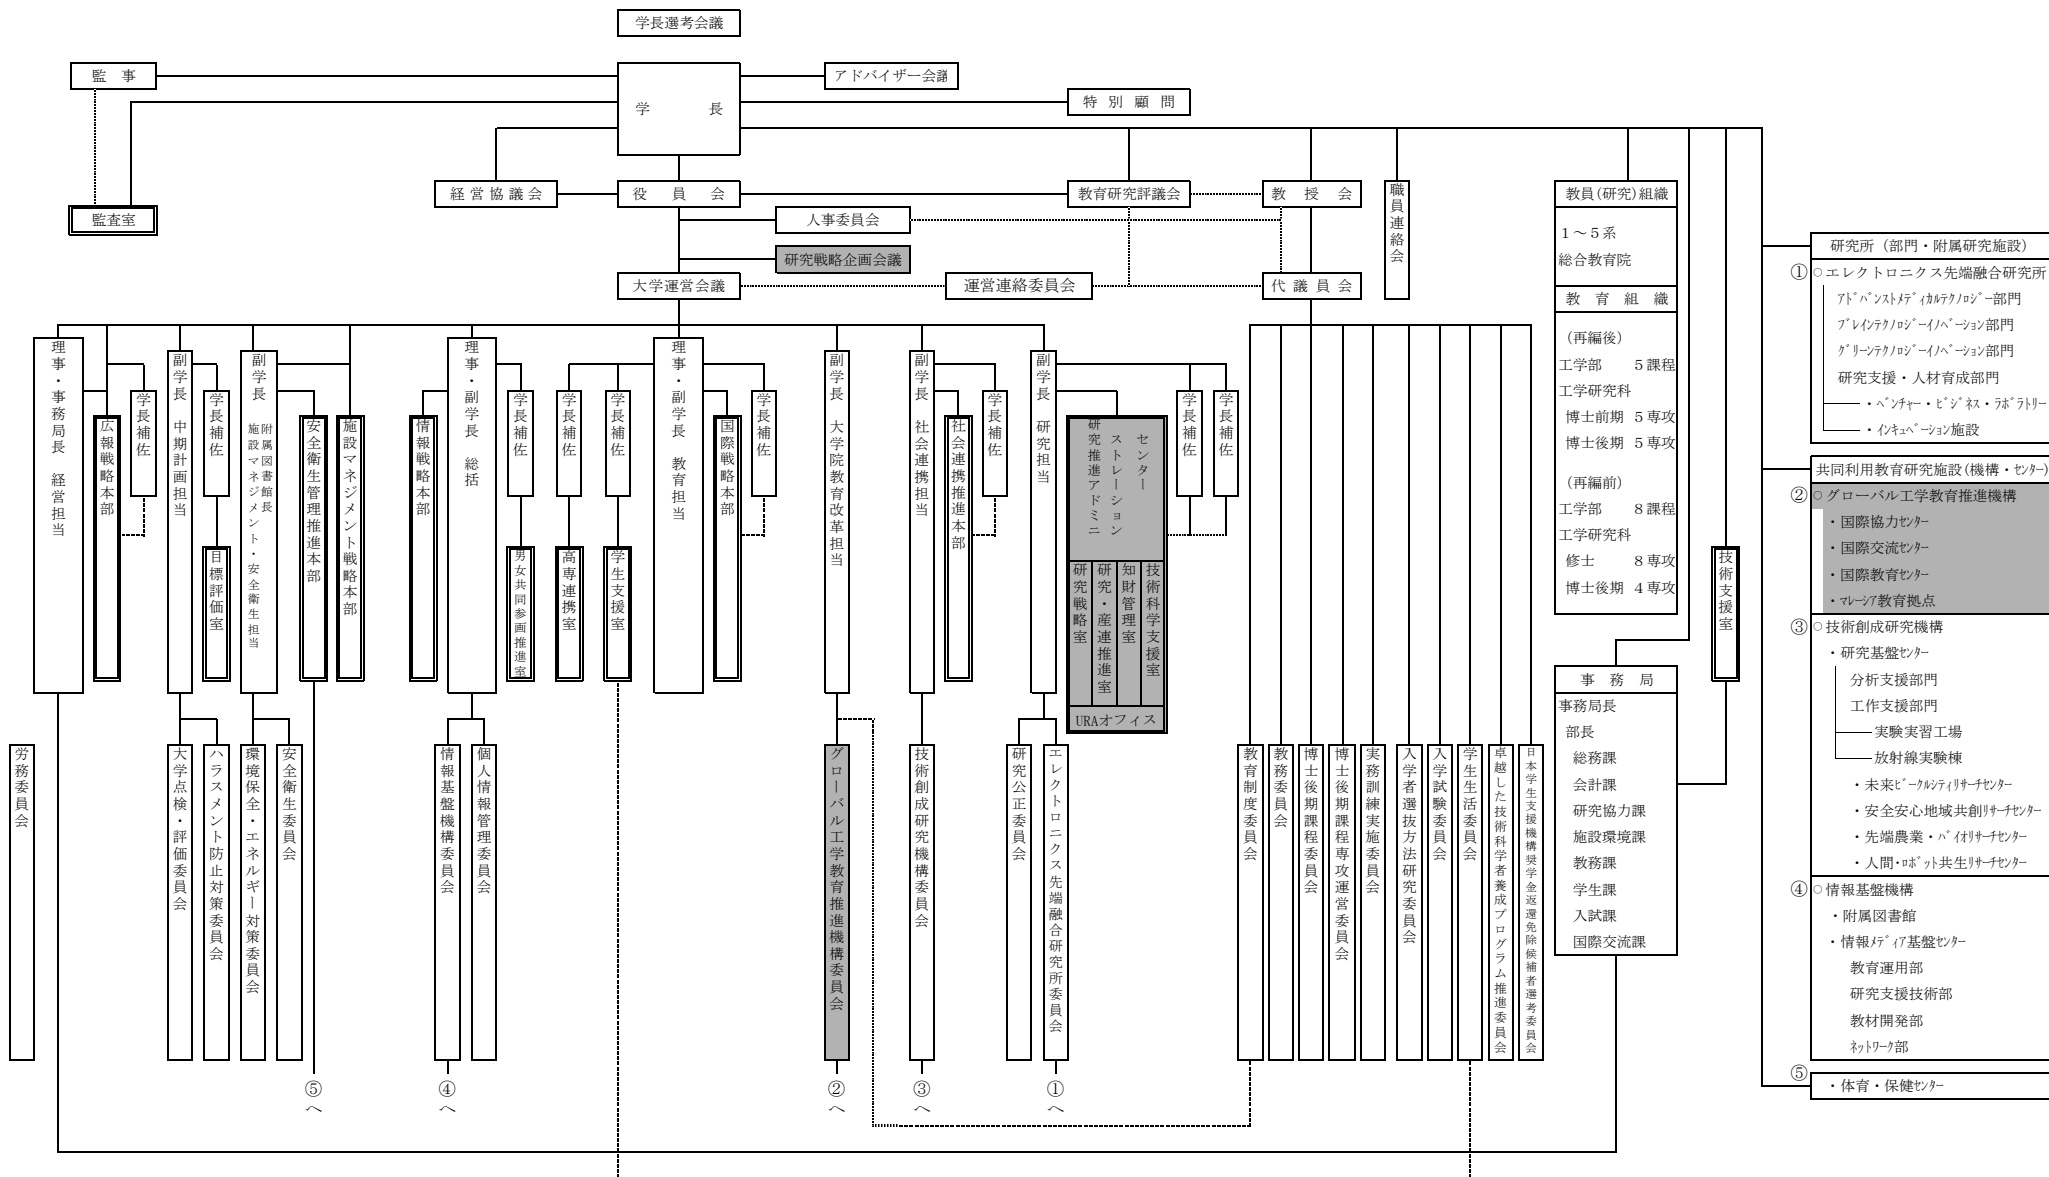 学長選考会議
監　事
学　　　　長
アドバイザー会議
特 別 顧 問
監査室
経 営 協 議 会
役　員　会
教育研究評議会
教　授　会
職員連絡会
人事委員会
研究戦略企画会議
大学運営会議
運営連絡委員会
代 議 員 会
理事・事務局長　経営担当
広報戦略本部
学長補佐
副学長　中期計画担当
学長補佐
目標評価室
副学長　附属図書館長
施設マネジメント・安全衛生担当
安全衛生管理推進本部
施設マネジメント戦略本部
情報戦略本部
理事・副学長　総括
学長補佐
男女共同参画推進室
学長補佐
高専連携室
学長補佐
学生支援室
理事・副学長　教育担当
国際戦略本部
学長補佐
副学長　大学院教育改革担当
副学長　社会連携担当
社会連携推進本部
学長補佐
副学長　研究担当
研究推進アドミニ
ストレーション
センター
研究戦略室
研究・産連推進室
知財管理室
技術科学支援室
URAオフィス
学長補佐
学長補佐
労務委員会
大学点検・評価委員会
ハラスメント防止対策委員会
環境保全・エネルギー対策委員会
安全衛生委員会
⑤へ
情報基盤機構委員会
④へ
個人情報管理委員会
グローバル工学教育推進機構委員会
②へ
技術創成研究機構委員会
③へ
研究公正委員会
エレクトロニクス先端融合研究所委員会
①へ
教育制度委員会
教務委員会
博士後期課程委員会
博士後期課程専攻運営委員会
実務訓練実施委員会
入学者選抜方法研究委員会
入学試験委員会
学生生活委員会
卓越した技術科学者養成プログラム推進委員会
日本学生支援機構奨学金返還免除候補者選考委員会
教員(研究)組織
１～５系
総合教育院
教　育　組　織
（再編後）
工学部　　５課程
工学研究科
博士前期　５専攻
博士後期　５専攻
（再編前）
工学部　　８課程
工学研究科
修士　　　８専攻
博士後期　４専攻
事　務　局
事務局長
部長
総務課
会計課
研究協力課
施設環境課
教務課
学生課
入試課
国際交流課
技術支援室
研究所（部門・附属研究施設）
①○エレクトロニクス先端融合研究所
ｱﾄﾞﾊﾞﾝｽﾄﾒﾃﾞｨｶﾙﾃｸﾉﾛｼﾞｰ部門
ﾌﾞﾚｲﾝﾃｸﾉﾛｼﾞｰｲﾉﾍﾞｰｼｮﾝ部門
ｸﾞﾘｰﾝﾃｸﾉﾛｼﾞｰｲﾉﾍﾞｰｼｮﾝ部門
研究支援・人材育成部門
・ﾍﾞﾝﾁｬｰ・ﾋﾞｼﾞﾈｽ・ﾗﾎﾞﾗﾄﾘｰ
・ｲﾝｷｭﾍﾞｰｼｮﾝ施設
共同利用教育研究施設(機構・ｾﾝﾀｰ)
②○グローバル工学教育推進機構
・国際協力ｾﾝﾀｰ
・国際交流ｾﾝﾀｰ
・国際教育ｾﾝﾀｰ
・ﾏﾚｰｼｱ教育拠点
③○技術創成研究機構
・研究基盤ｾﾝﾀｰ
分析支援部門
工作支援部門
実験実習工場
放射線実験棟
・未来ﾋﾞｰｸﾙｼﾃｨﾘｻｰﾁｾﾝﾀｰ
・安全安心地域共創ﾘｻｰﾁｾﾝﾀｰ
・先端農業・ﾊﾞｲｵﾘｻｰﾁｾﾝﾀｰ
・人間・ﾛﾎﾞｯﾄ共生ﾘｻｰﾁｾﾝﾀｰ
④○情報基盤機構
・附属図書館
・情報ﾒﾃﾞｨｱ基盤ｾﾝﾀｰ
教育運用部
研究支援技術部
教材開発部
ﾈｯﾄﾜｰｸ部
⑤
・体育・保健ｾﾝﾀｰ